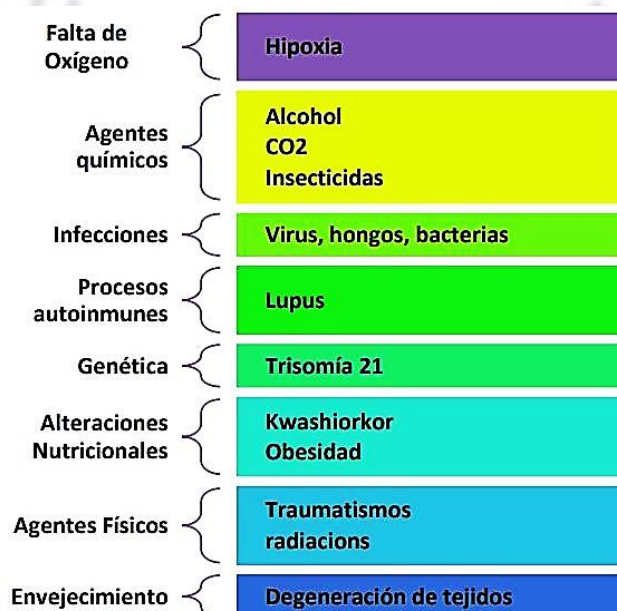 Falta de
Oxígeno
Hipoxia
Agentes
químicos
Alcohol
CO2
Insecticidas
Infecciones
Virus, hongos, bacterias
Procesos
autoinmunes
Lupus
Genética
Trisomía 21
Alteraciones
Nutricionales
Kwashiorkor
Obesidad
Agentes Físicos
Traumatismos
radiacions
Envejecimiento
Degeneración de tejidos